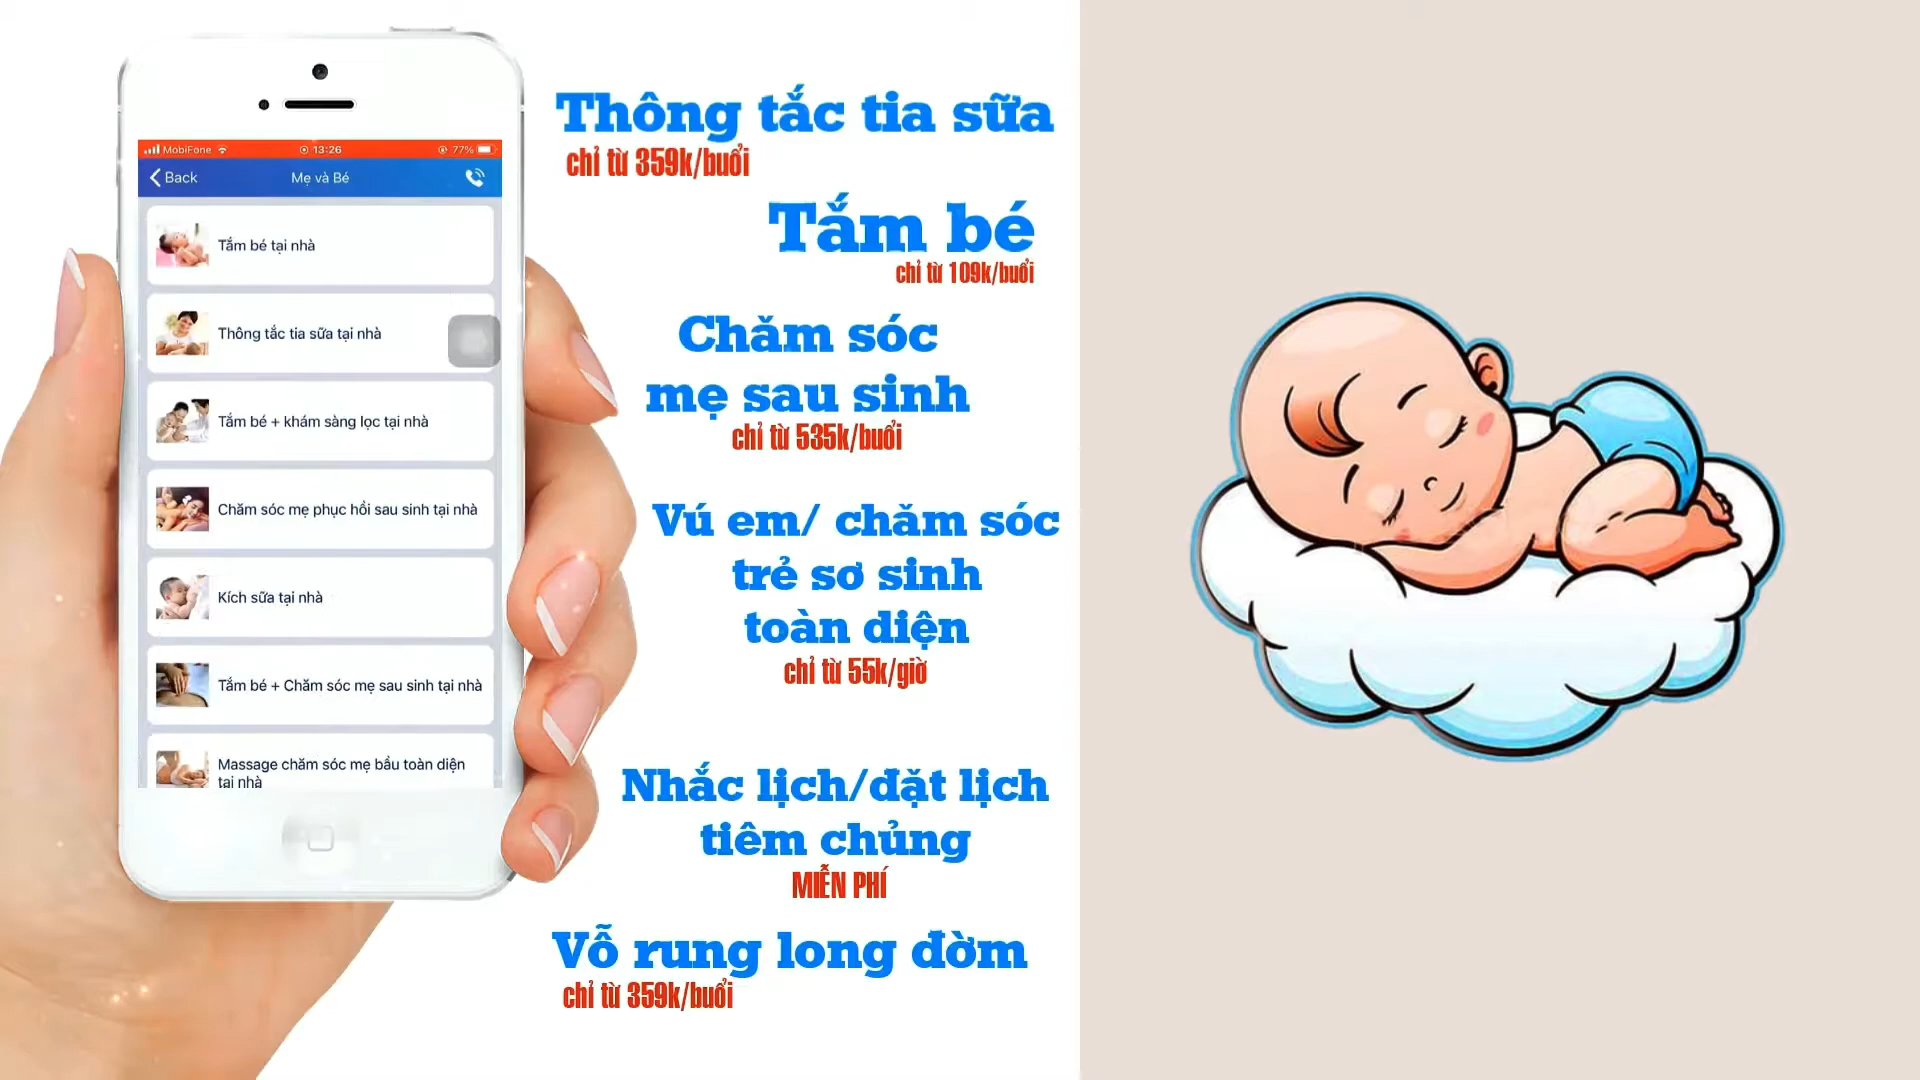 MobiFone
13:26
77%
Back
Mẹ và Bé
Tắm bé tại nhà
Thông tắc tia sữa tại nhà
Tắm bé + khám sàng lọc tại nhà
Chăm sóc mẹ phục hồi sau sinh tại nhà
Kích sữa tại nhà
Tắm bé + Chăm sóc mẹ sau sinh tại nhà
Massage chăm sóc mẹ bầu toàn diện
tại nhà
Thông tắc tia sữa
chỉ từ 359k/buổi
Tắm bé
chỉ từ 109k/buổi
Chăm sóc
mẹ sau sinh
chỉ từ 535k/buổi
Vú em/ chăm sóc
trẻ sơ sinh
toàn diện
chỉ từ 55k/giờ
Nhắc lịch/đặt lịch
tiêm chủng
MIỄN PHÍ
Vỗ rung long đờm
chỉ từ 359k/buổi